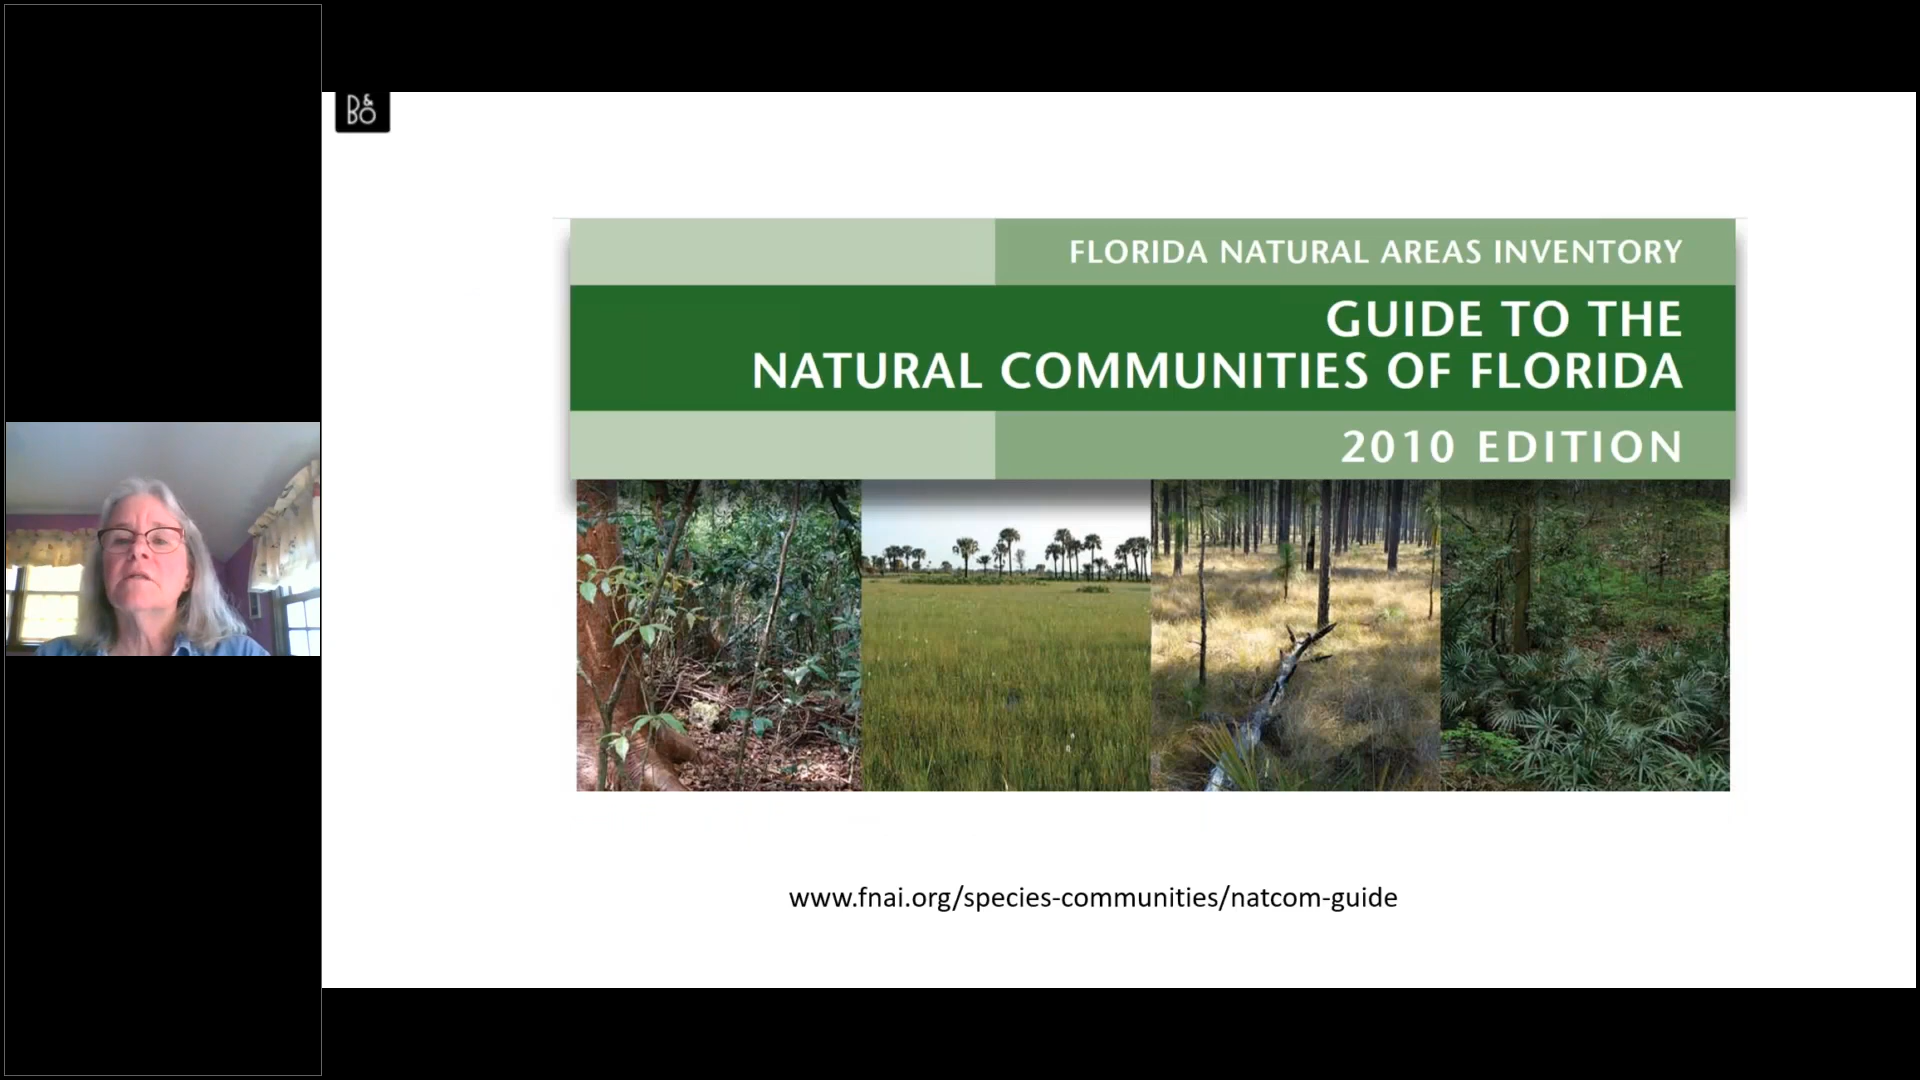 B&O
FLORIDA NATURAL AREAS INVENTORY
GUIDE TO THE
NATURAL COMMUNITIES OF FLORIDA
2010 EDITION
www.fnai.org/species-communities/natcom-guide